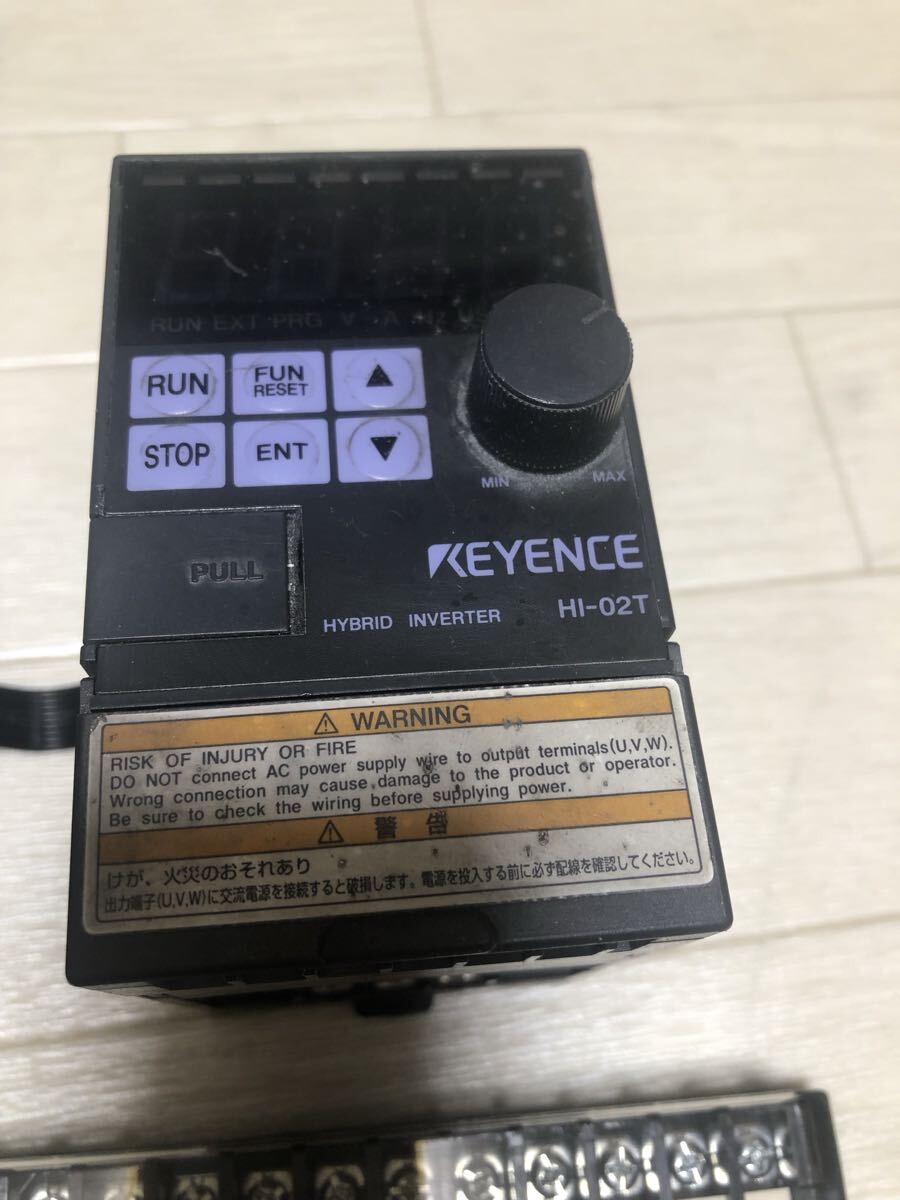 RUN EXT PRG V A Hz
RUN
FUN
RESET
▲
STOP
ENT
▼
MIN
MAX
PULL
KEYENCE
HYBRID INVERTER
HI-02T
⚠ WARNING
RISK OF INJURY OR FIRE
DO NOT connect AC power supply wire to output terminals(U,V,W).
Wrong connection may cause damage to the product or operator.
Be sure to check the wiring before supplying power.
⚠ 警 告
けが、火災のおそれあり
出力端子(U,V,W)に交流電源を接続すると破損します。電源を投入する前に必ず配線を確認してください。